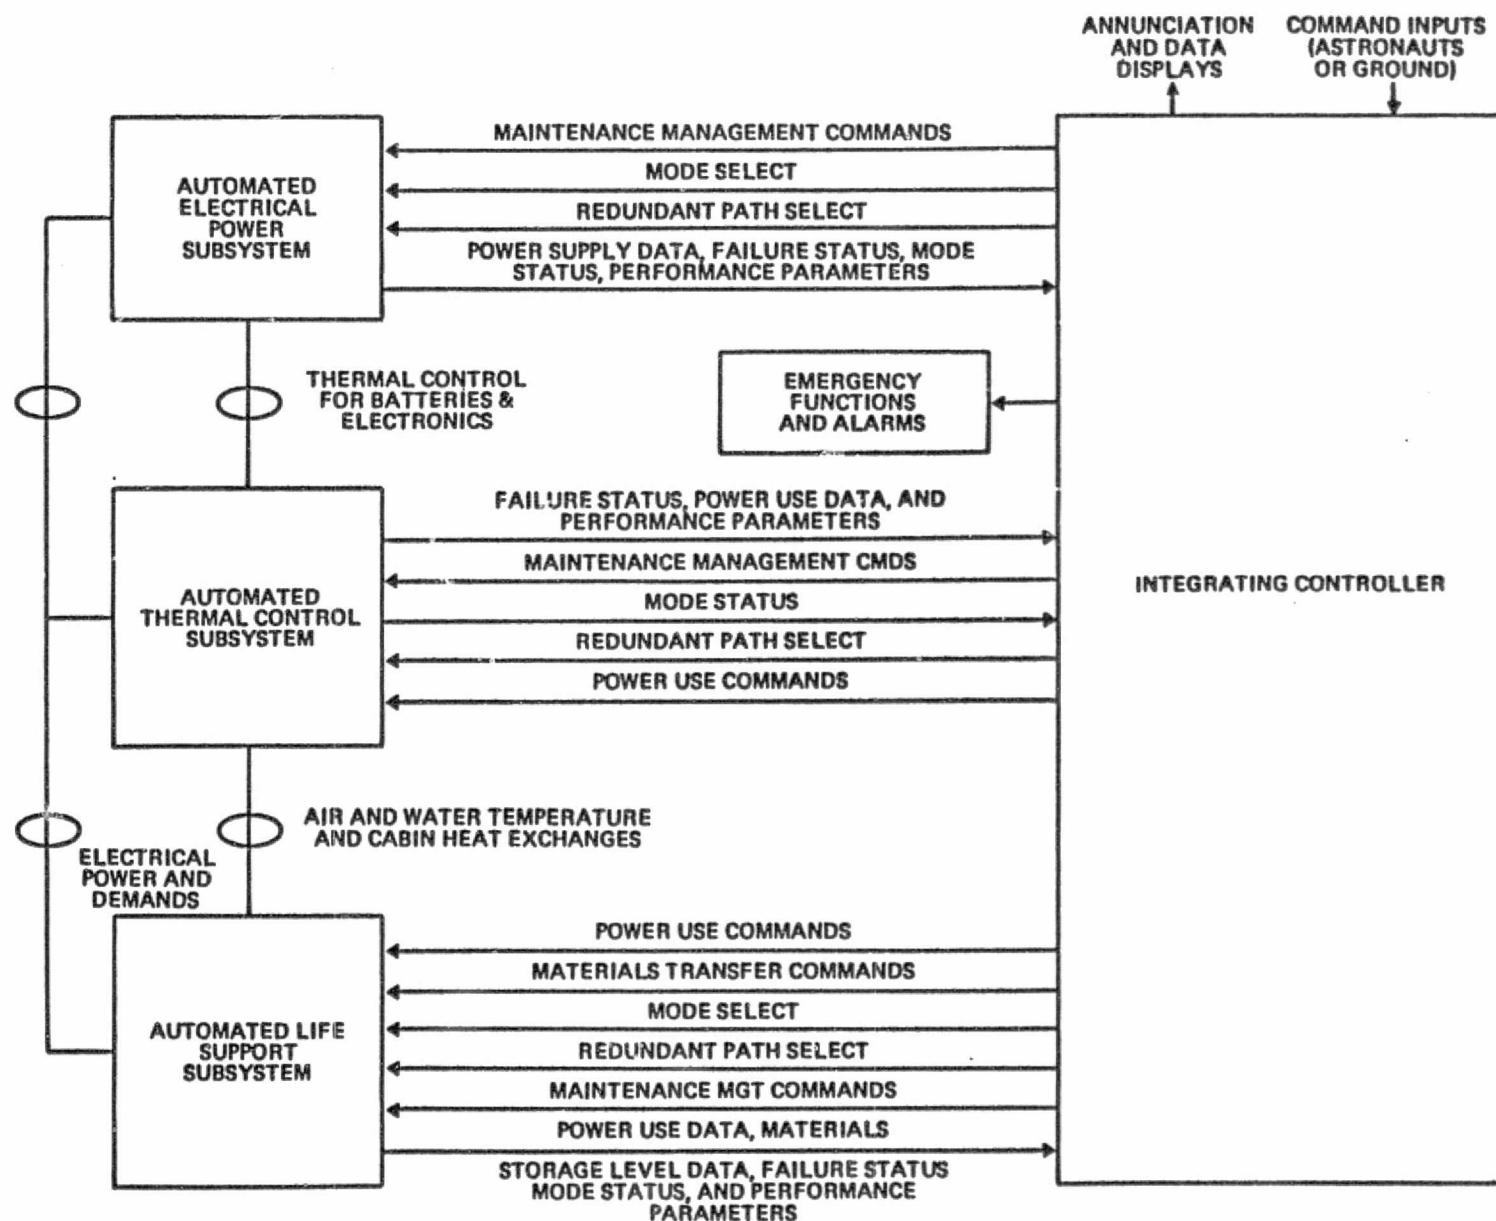 ANNUNCIATION
AND DATA
DISPLAYS
COMMAND INPUTS
(ASTRONAUTS
OR GROUND)
AUTOMATED
ELECTRICAL
POWER
SUBSYSTEM
MAINTENANCE MANAGEMENT COMMANDS
MODE SELECT
REDUNDANT PATH SELECT
POWER SUPPLY DATA, FAILURE STATUS, MODE
STATUS, PERFORMANCE PARAMETERS
THERMAL CONTROL
FOR BATTERIES &
ELECTRONICS
EMERGENCY
FUNCTIONS
AND ALARMS
AUTOMATED
THERMAL CONTROL
SUBSYSTEM
FAILURE STATUS, POWER USE DATA, AND
PERFORMANCE PARAMETERS
MAINTENANCE MANAGEMENT CMDS
MODE STATUS
REDUNDANT PATH SELECT
POWER USE COMMANDS
INTEGRATING CONTROLLER
AIR AND WATER TEMPERATURE
AND CABIN HEAT EXCHANGES
ELECTRICAL
POWER AND
DEMANDS
AUTOMATED LIFE
SUPPORT
SUBSYSTEM
POWER USE COMMANDS
MATERIALS TRANSFER COMMANDS
MODE SELECT
REDUNDANT PATH SELECT
MAINTENANCE MGT COMMANDS
POWER USE DATA, MATERIALS
STORAGE LEVEL DATA, FAILURE STATUS
MODE STATUS, AND PERFORMANCE
PARAMETERS